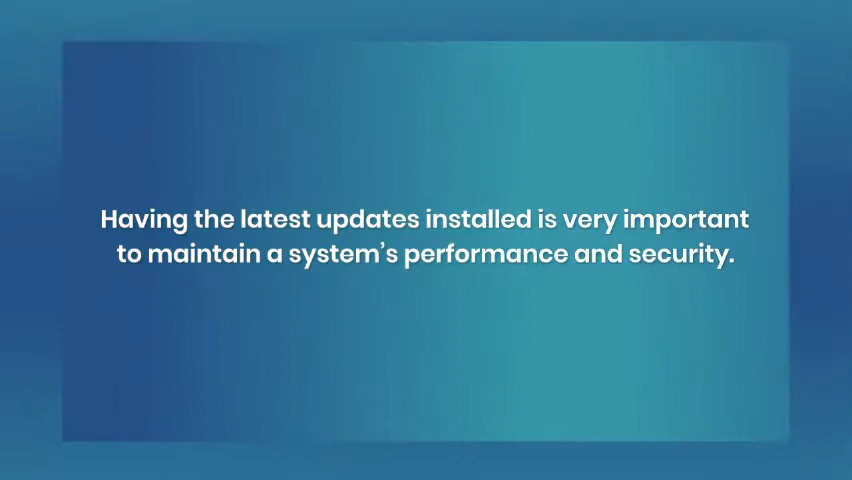 Having the latest updates installed is very important
to maintain a system’s performance and security.